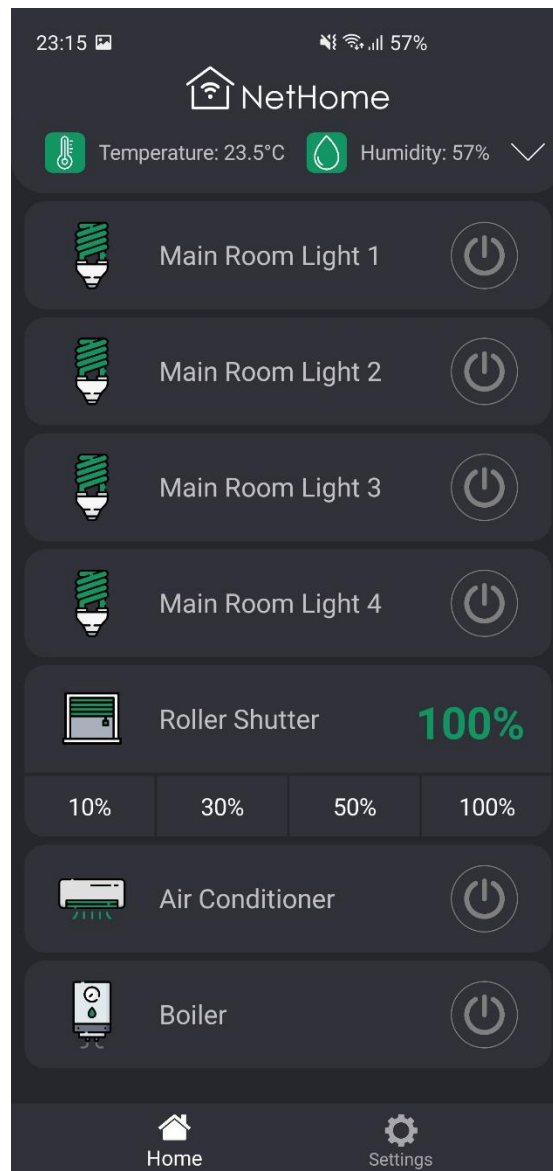 23:15 57%
NetHome
Temperature: 23.5°C Humidity: 57%
Main Room Light 1
Main Room Light 2
Main Room Light 3
Main Room Light 4
Roller Shutter 100%
10% 30% 50% 100%
Air Conditioner
Boiler
Home Settings